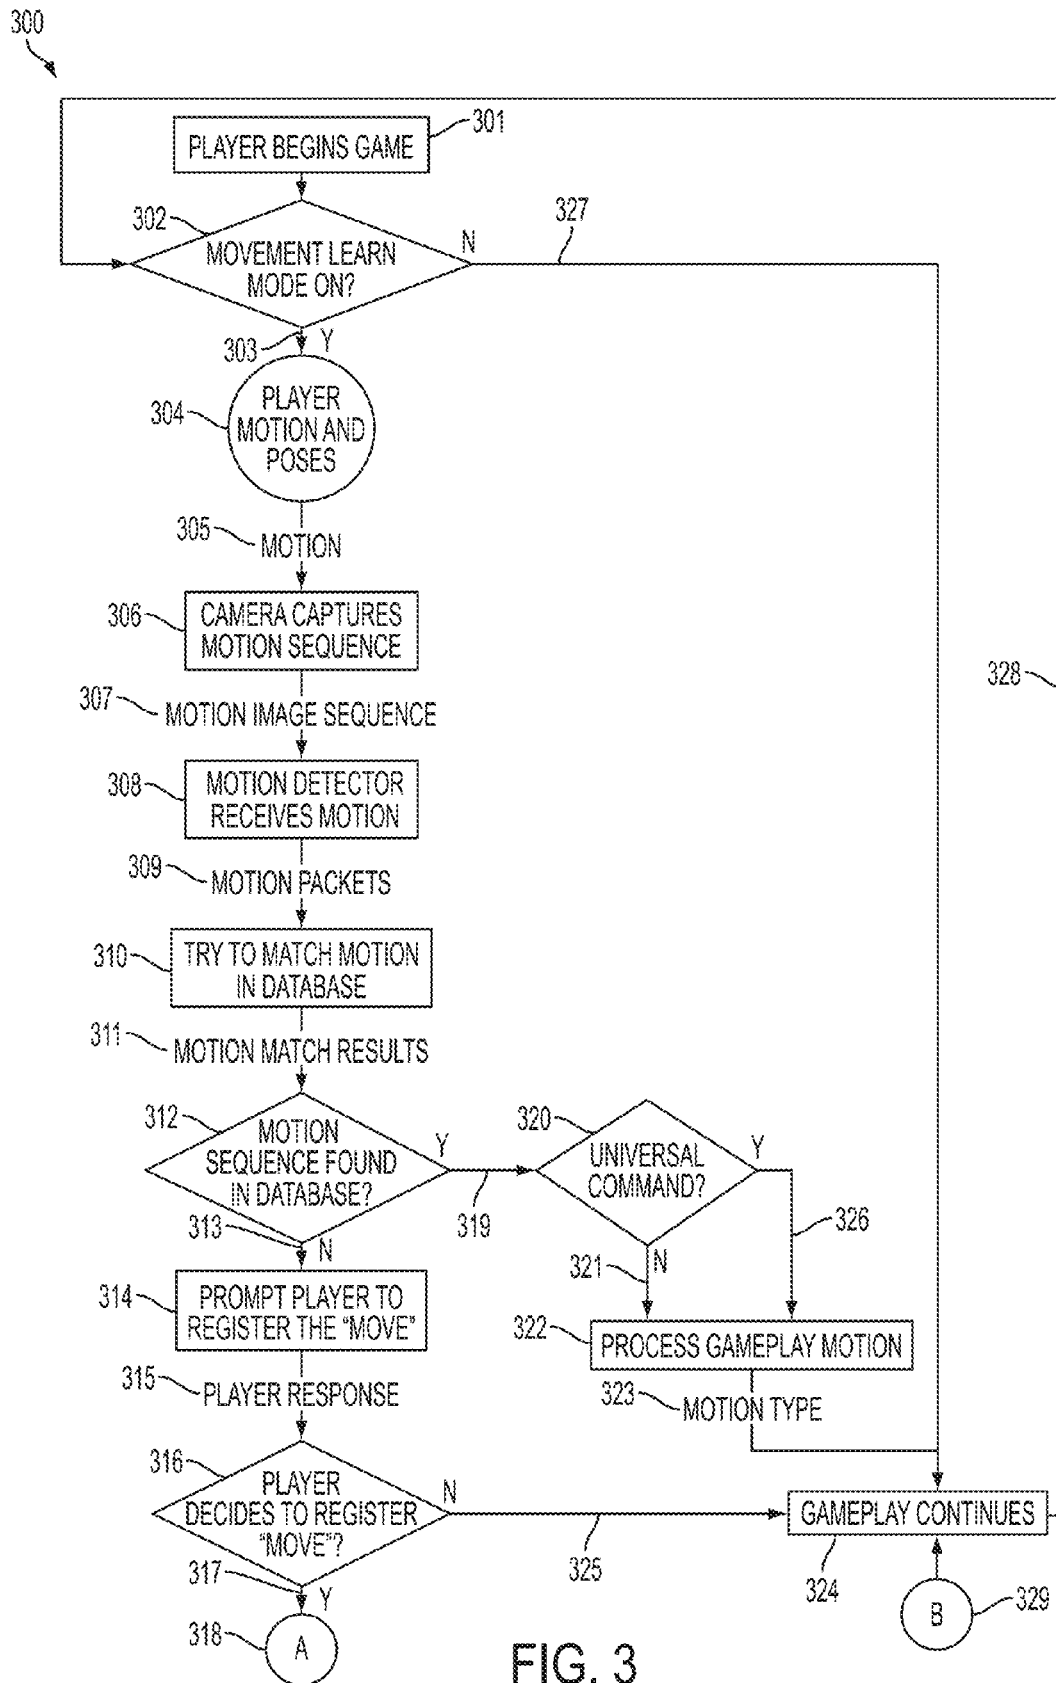 300
301
PLAYER BEGINS GAME
302
N
327
MOVEMENT LEARN
MODE ON?
303
Y
304
PLAYER
MOTION AND
POSES
305
MOTION
306
CAMERA CAPTURES
MOTION SEQUENCE
328
307
MOTION IMAGE SEQUENCE
308
MOTION DETECTOR
RECEIVES MOTION
309
MOTION PACKETS
310
TRY TO MATCH MOTION
IN DATABASE
311
MOTION MATCH RESULTS
312
MOTION
SEQUENCE FOUND
IN DATABASE?
Y
319
320
UNIVERSAL
COMMAND?
Y
326
313
N
321
N
314
PROMPT PLAYER TO
REGISTER THE "MOVE"
322
PROCESS GAMEPLAY MOTION
315
PLAYER RESPONSE
323
MOTION TYPE
316
PLAYER
DECIDES TO REGISTER
"MOVE"?
N
325
GAMEPLAY CONTINUES
324
317
Y
318
A
B
329
FIG. 3